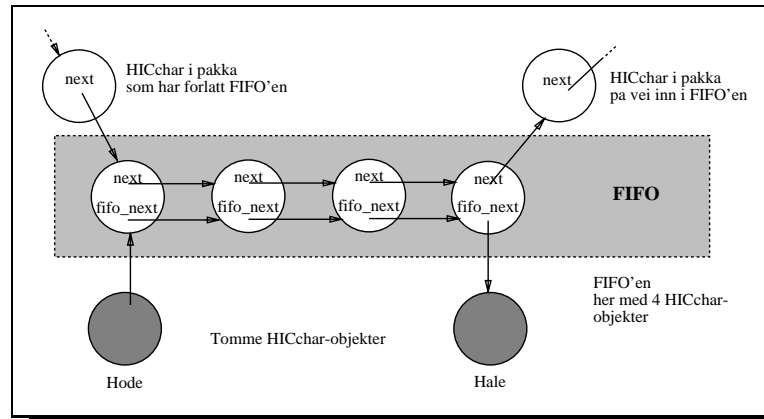 next
HICchar i pakka
som har forlatt FIFO'en
next
HICchar i pakka
pa vei inn i FIFO'en
next
next
next
next
FIFO
fifo_next
fifo_next
fifo_next
fifo_next
FIFO'en
her med 4 HICchar-
objekter
Tomme HICchar-objekter
Hode
Hale